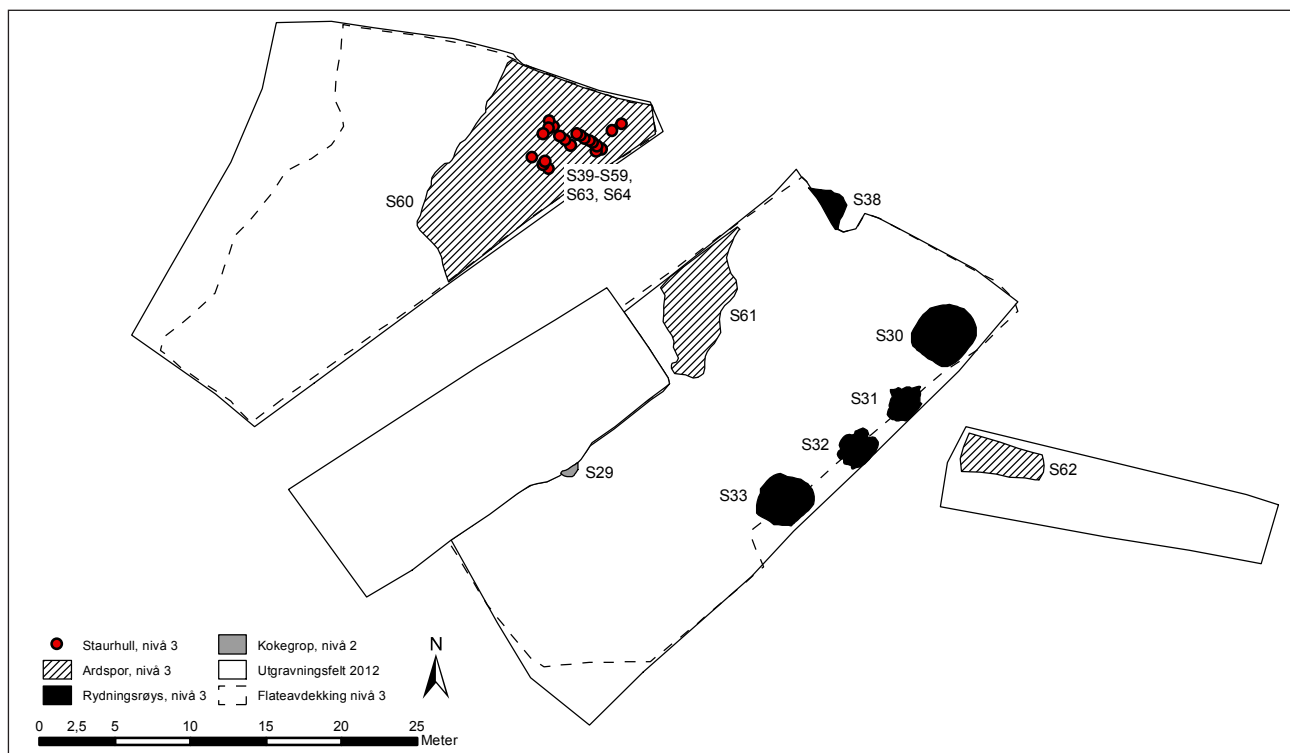 S38
S39-S59,
S63, S64
S60
S61
S30
S31
S32
S62
S29
S33
Staurhull, nivå 3
Kokegrop, nivå 2
Ardspor, nivå 3
Utgravningsfelt 2012
Rydningsrøys, nivå 3
Flateavdekking nivå 3
N
0 2,5 5 10 15 20 25
Meter